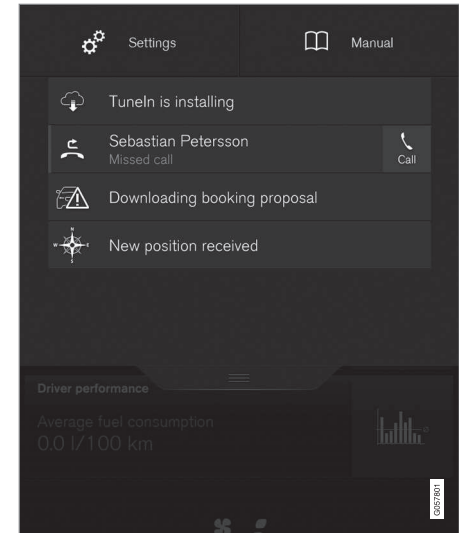 Settings
Manual
TuneIn is installing
Sebastian Petersson
Missed call
Call
Downloading booking proposal
N
W E
S
New position received
Driver performance
Average fuel consumption
0.0 l/100 km
G057801